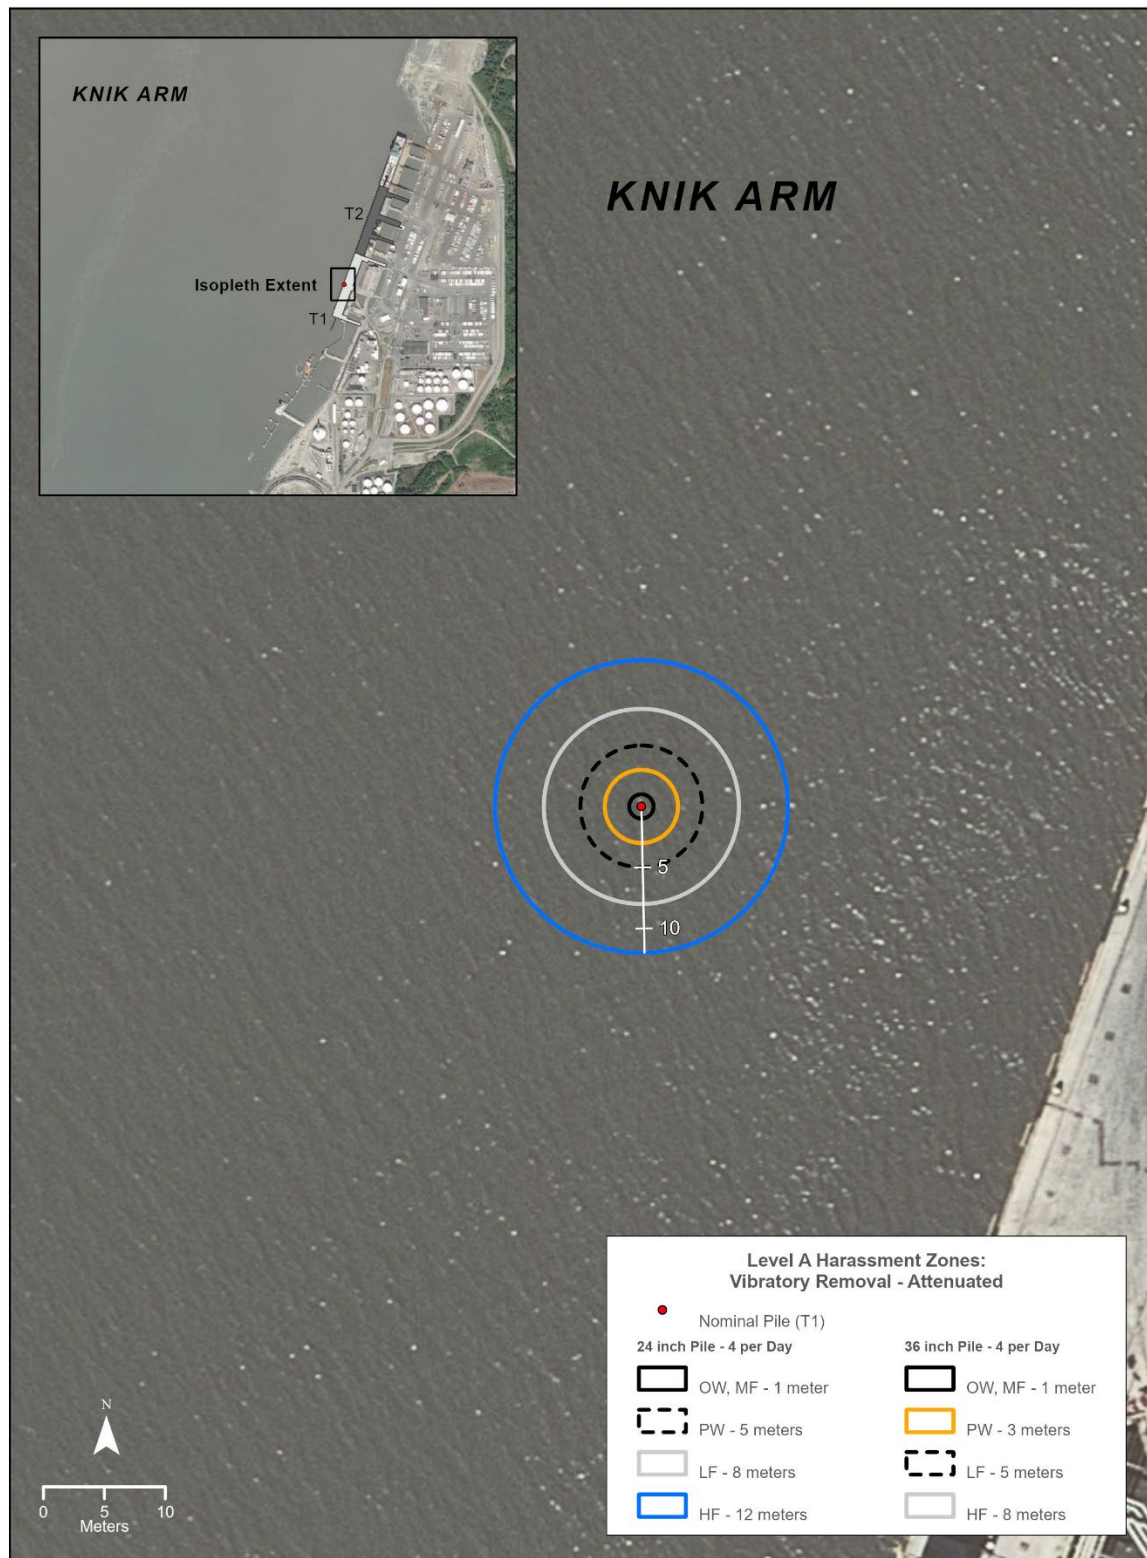 KNIK ARM
KNIK ARM
T2
Isopleth Extent
T1
5
10
Level A Harassment Zones:
Vibratory Removal - Attenuated
Nominal Pile (T1)
24 inch Pile - 4 per Day
OW, MF - 1 meter
PW - 5 meters
LF - 8 meters
HF - 12 meters
36 inch Pile - 4 per Day
OW, MF - 1 meter
PW - 3 meters
LF - 5 meters
HF - 8 meters
N
0 5 10
Meters